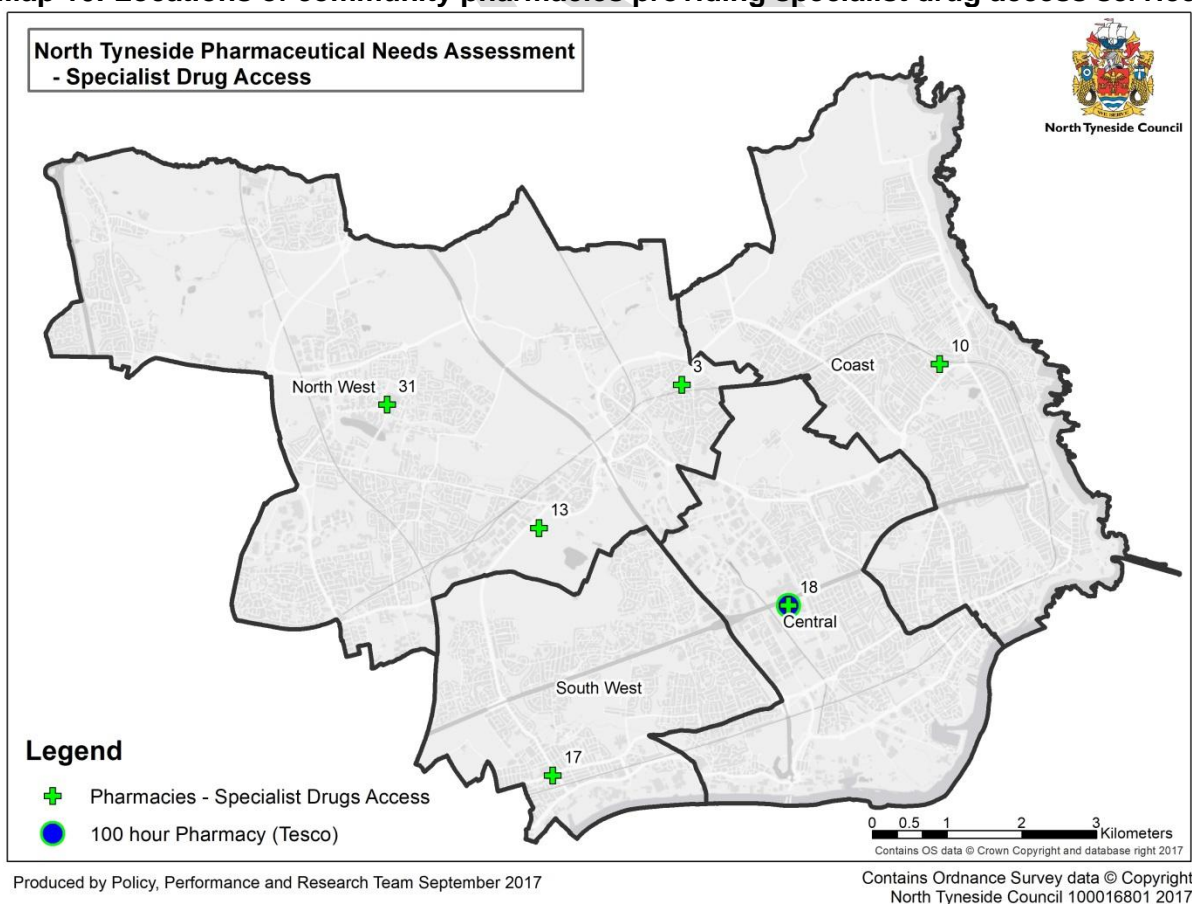 North Tyneside Pharmaceutical Needs Assessment
- Specialist Drug Access
WE SERVE
North Tyneside Council
10
3
Coast
North West
31
13
18
Central
South West
17
Legend
Pharmacies - Specialist Drugs Access
100 hour Pharmacy (Tesco)
0 0.5 1 2 3
Kilometers
Contains OS data © Crown Copyright and database right 2017
Produced by Policy, Performance and Research Team September 2017
Contains Ordnance Survey data © Copyright
North Tyneside Council 100016801 2017